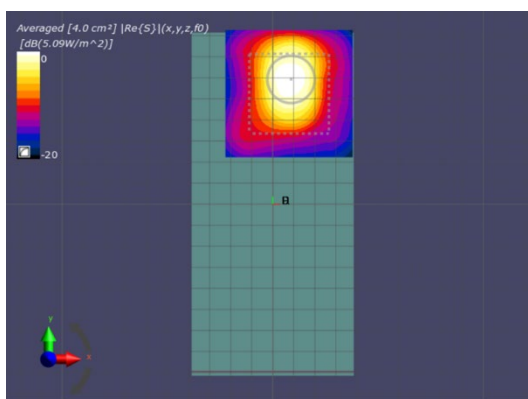 Averaged [4.0 cm²] |Re{S}|(x,y,z,f0)
[dB(5.09W/m^2)]
0
-20
y
x